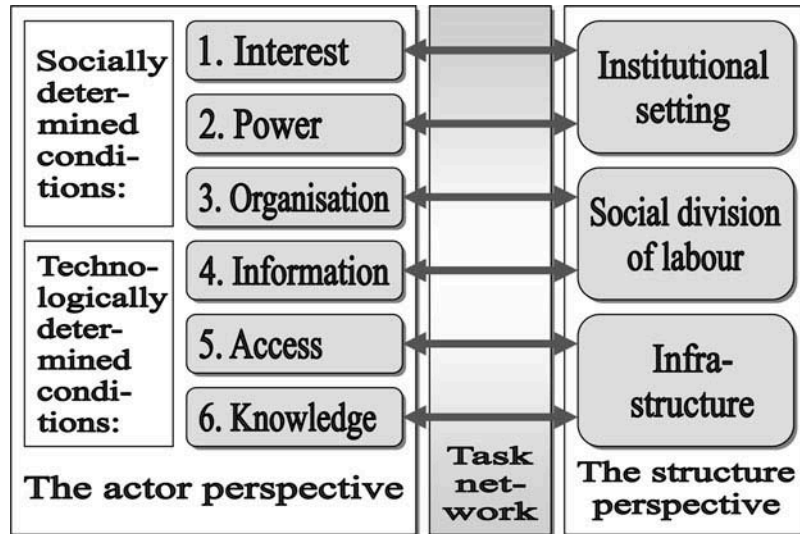 Socially
deter-
mined
condi-
tions:
Techno-
logically
deter-
mined
condi-
tions:
1. Interest
2. Power
3. Organisation
4. Information
5. Access
6. Knowledge
The actor perspective
Task
net-
work
Institutional
setting
Social division
of labour
Infra-
structure
The structure
perspective